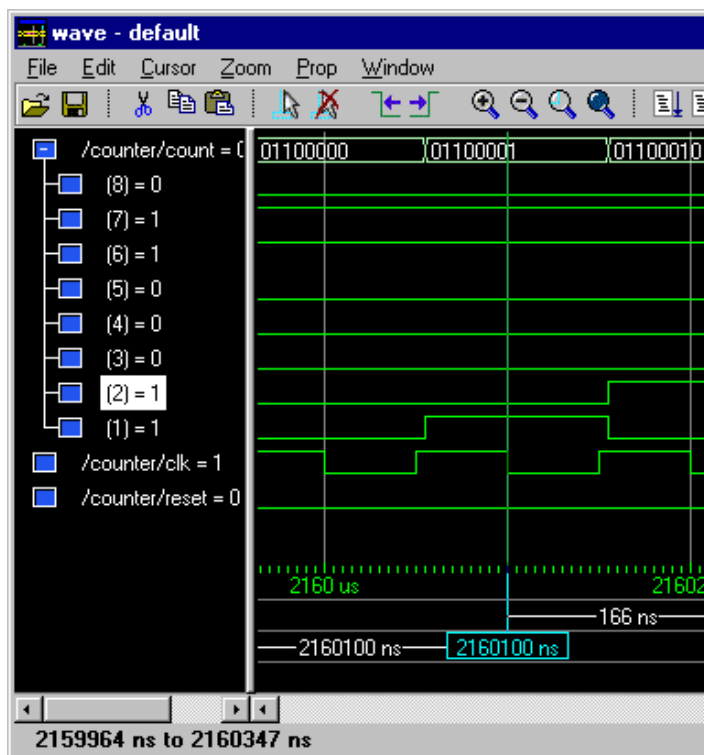 wave - default
File Edit Cursor Zoom Prop Window
/counter/count = 0 01100000 01100001 01100010
(8) = 0
(7) = 1
(6) = 1
(5) = 0
(4) = 0
(3) = 0
(2) = 1
(1) = 1
/counter/clk = 1
/counter/reset = 0
2160 us 21602
166 ns
2160100 ns 2160100 ns
2159964 ns to 2160347 ns